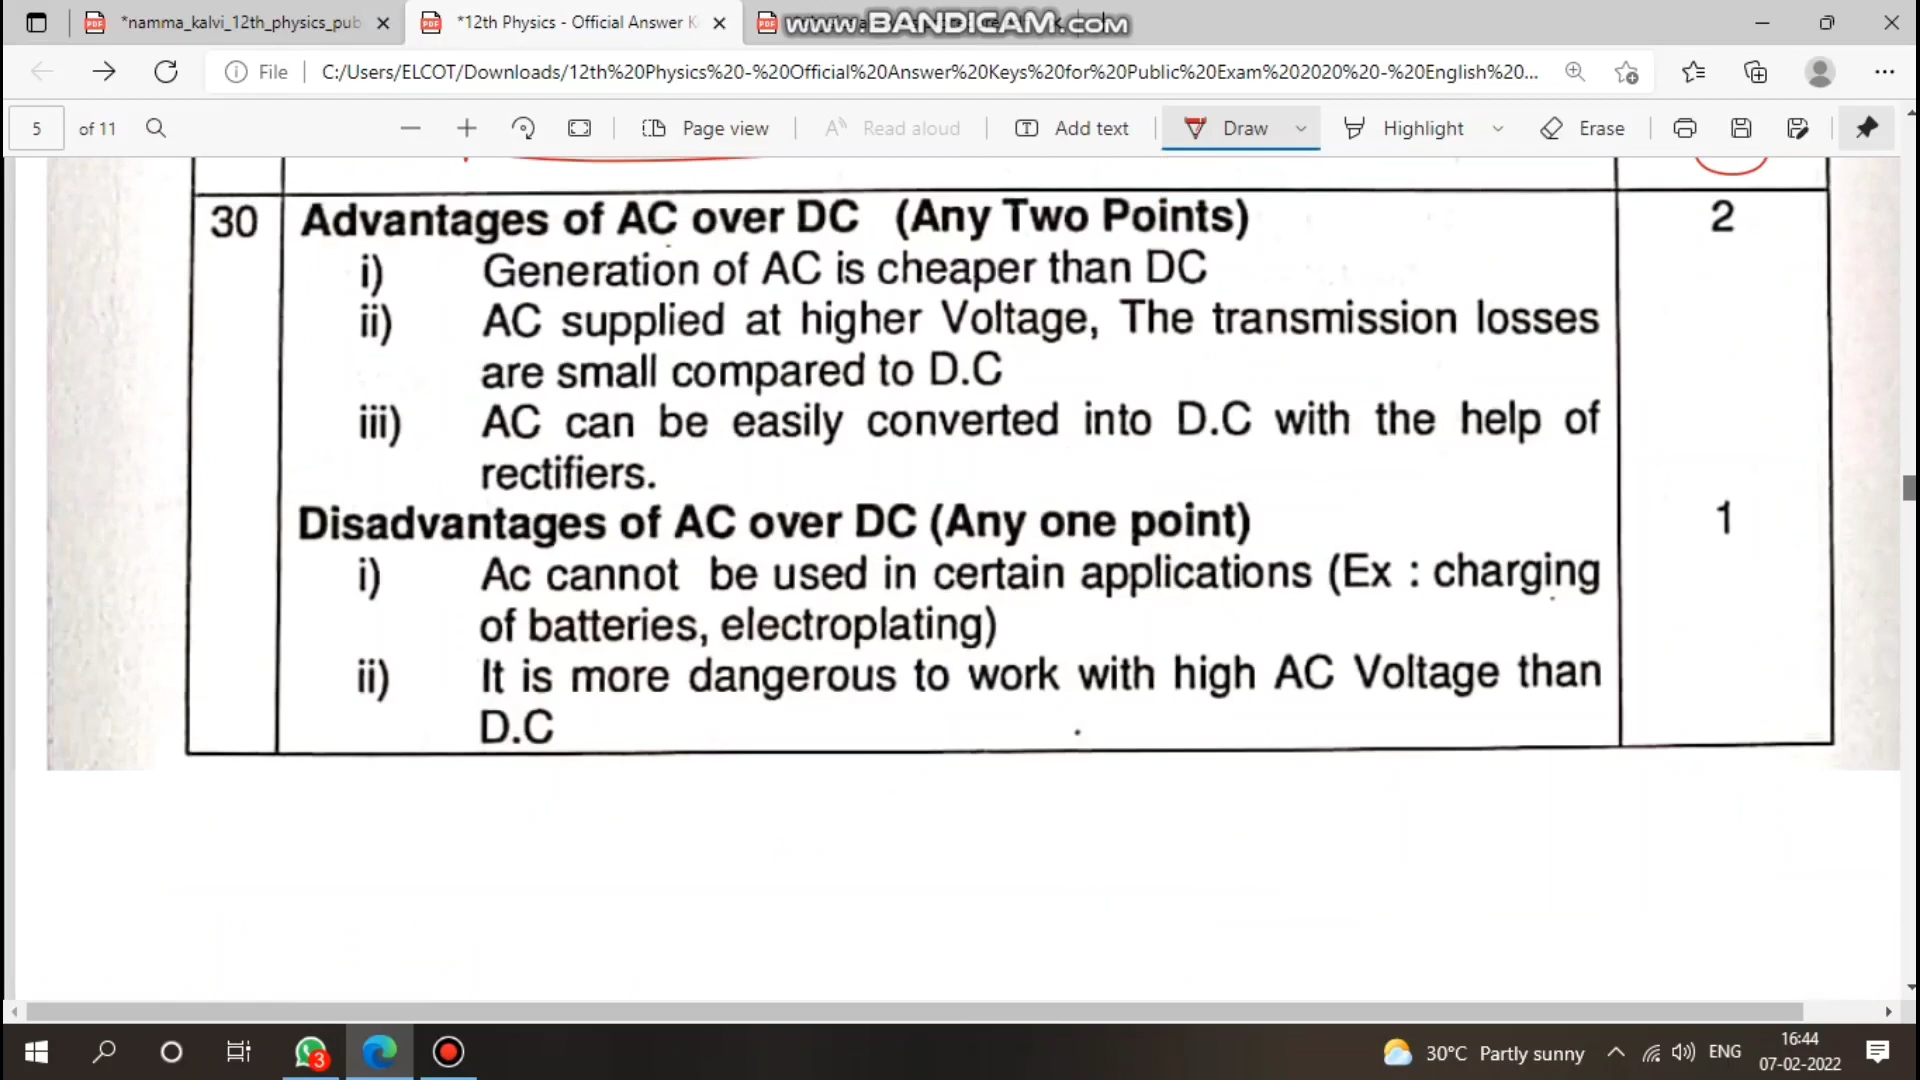 *namma_kalvi_12th_physics_pub
*12th Physics - Official Answer K
www.BANDICAM.com
File
C:/Users/ELCOT/Downloads/12th%20Physics%20-%20Official%20Answer%20Keys%20for%20Public%20Exam%202020%20-%20English%20...
5 of 11
Page view
Read aloud
Add text
Draw
Highlight
Erase
30 Advantages of AC over DC (Any Two Points) 2
i) Generation of AC is cheaper than DC
ii) AC supplied at higher Voltage, The transmission losses
are small compared to D.C
iii) AC can be easily converted into D.C with the help of
rectifiers.
Disadvantages of AC over DC (Any one point) 1
i) Ac cannot be used in certain applications (Ex : charging
of batteries, electroplating)
ii) It is more dangerous to work with high AC Voltage than
D.C
3
30°C Partly sunny
ENG
16:44
07-02-2022